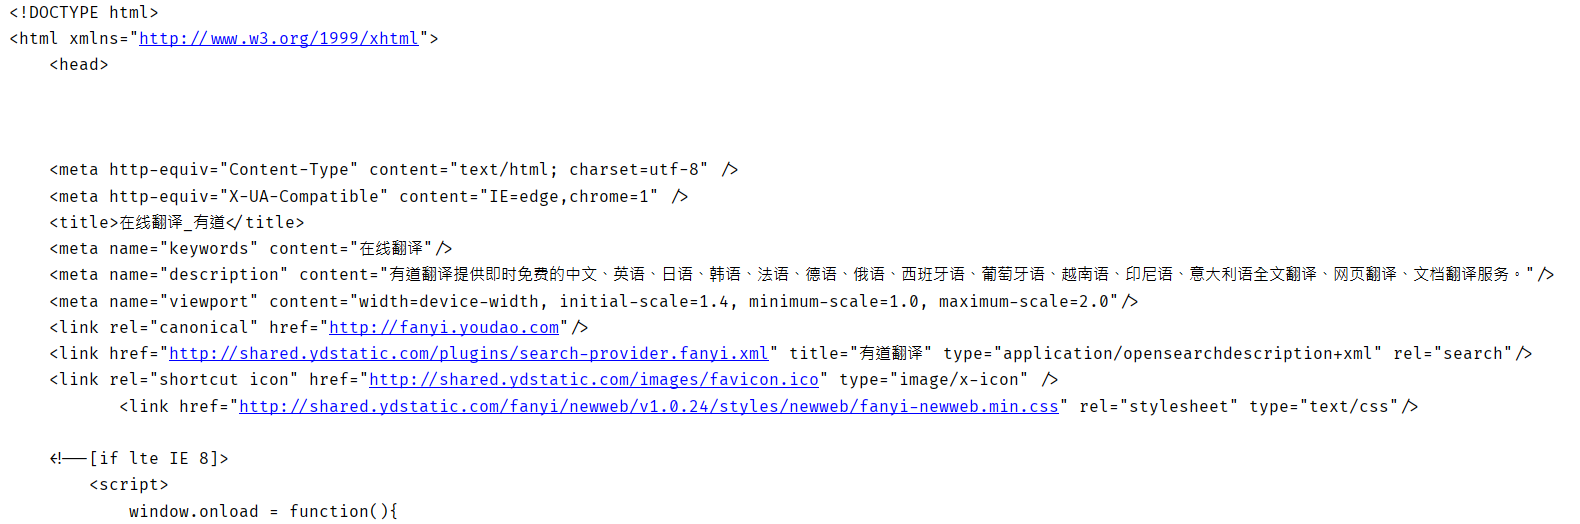 <!DOCTYPE html>
<html xmlns="http://www.w3.org/1999/xhtml">
<head>
<meta http-equiv="Content-Type" content="text/html; charset=utf-8" />
<meta http-equiv="X-UA-Compatible" content="IE=edge,chrome=1" />
<title>在线翻译_有道</title>
<meta name="keywords" content="在线翻译"/>
<meta name="description" content="有道翻译提供即时免费的中文、英语、日语、韩语、法语、德语、俄语、西班牙语、葡萄牙语、越南语、印尼语、意大利语全文翻译、网页翻译、文档翻译服务。"/>
<meta name="viewport" content="width=device-width, initial-scale=1.4, minimum-scale=1.0, maximum-scale=2.0"/>
<link rel="canonical" href="http://fanyi.youdao.com"/>
<link href="http://shared.ydstatic.com/plugins/search-provider.fanyi.xml" title="有道翻译" type="application/opensearchdescription+xml" rel="search"/>
<link rel="shortcut icon" href="http://shared.ydstatic.com/images/favicon.ico" type="image/x-icon" />
<link href="http://shared.ydstatic.com/fanyi/newweb/v1.0.24/styles/newweb/fanyi-newweb.min.css" rel="stylesheet" type="text/css"/>
<!--[if lte IE 8]>
<script>
window.onload = function(){